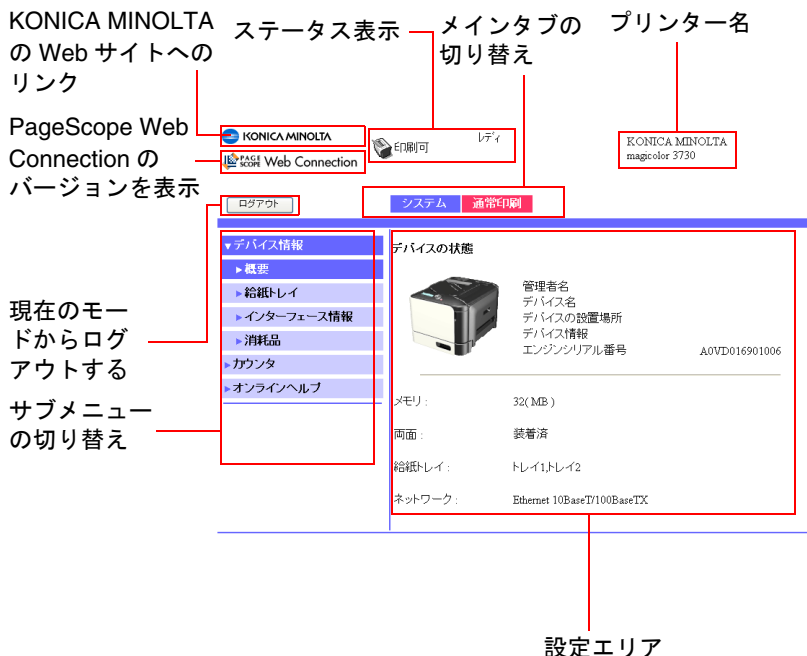 KONICA MINOLTA
の Web サイトへの
リンク
ステータス表示
メインタブの
切り替え
プリンター名
PageScope Web
Connection の
バージョンを表示
KONICA MINOLTA
PAGE SCOPE Web Connection
印刷可
レディ
KONICA MINOLTA
magicolor 3730
ログアウト
システム
通常印刷
▼デバイス情報
▶概要
▶給紙トレイ
▶インターフェース情報
▶消耗品
▶カウンタ
▶オンラインヘルプ
現在のモー
ドからログ
アウトする
サブメニュー
の切り替え
デバイスの状態
管理者名
デバイス名
デバイスの設置場所
デバイス情報
エンジンシリアル番号 A0VD016901006
メモリ : 32( MB )
両面 : 装着済
給紙トレイ : トレイ1,トレイ2
ネットワーク : Ethernet 10BaseT/100BaseTX
設定エリア